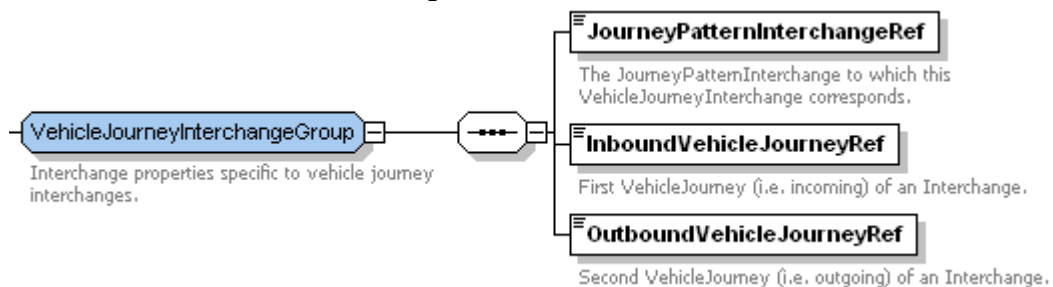 JourneyPatternInterchangeRef
The JourneyPatternInterchange to which this
VehicleJourneyInterchange corresponds.
VehicleJourneyInterchangeGroup
Interchange properties specific to vehicle journey
interchanges.
InboundVehicleJourneyRef
First VehicleJourney (i.e. incoming) of an Interchange.
OutboundVehicleJourneyRef
Second VehicleJourney (i.e. outgoing) of an Interchange.